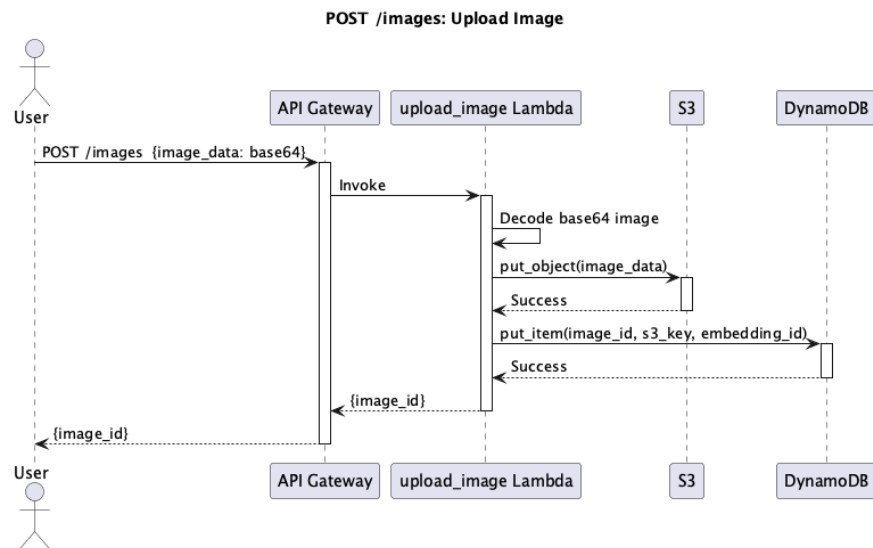 POST /images: Upload Image
User
API Gateway
upload_image Lambda
S3
DynamoDB
POST /images {image_data: base64}
Invoke
Decode base64 image
put_object(image_data)
Success
put_item(image_id, s3_key, embedding_id)
Success
{image_id}
{image_id}
User
API Gateway
upload_image Lambda
S3
DynamoDB